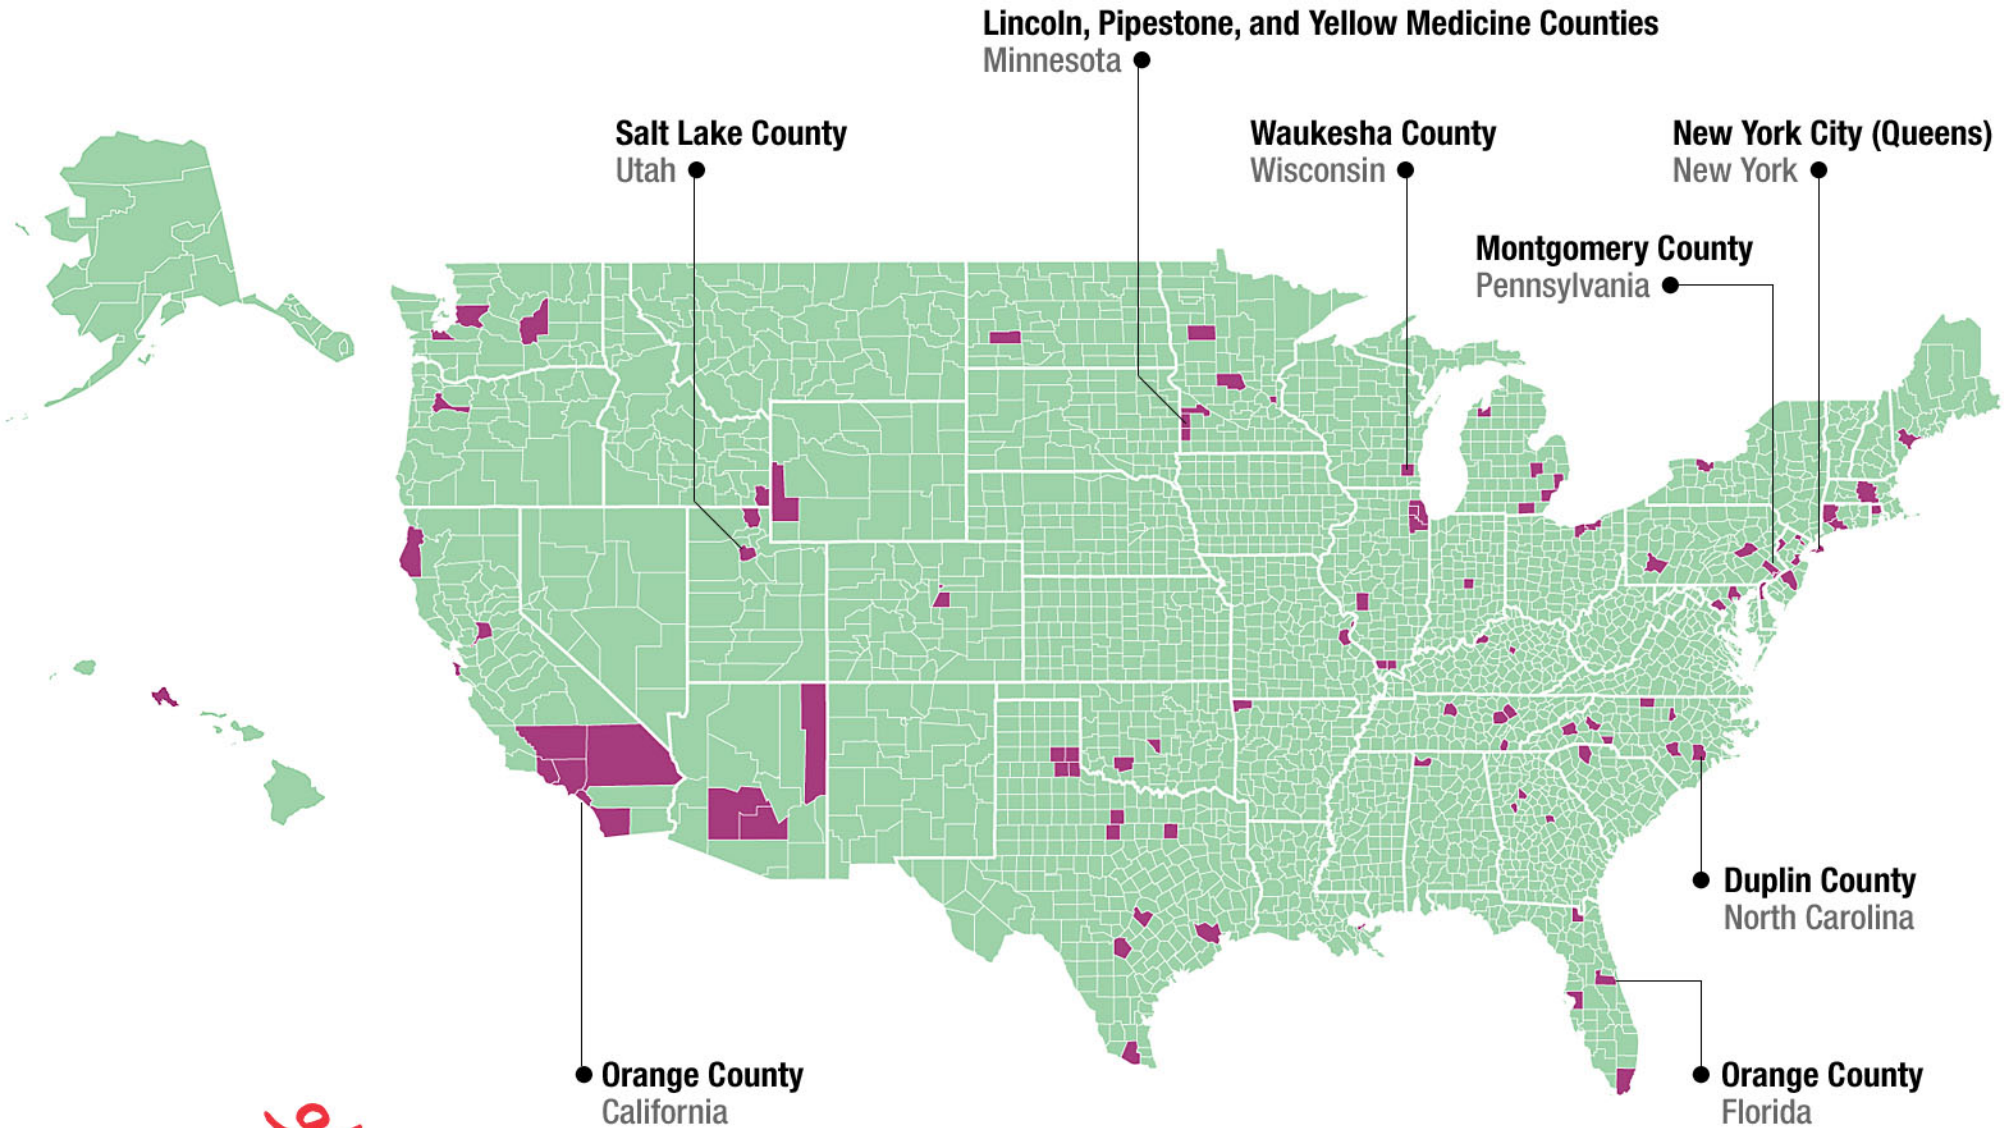 Lincoln, Pipestone, and Yellow Medicine Counties
Minnesota
Salt Lake County
Utah
Waukesha County
Wisconsin
New York City (Queens)
New York
Montgomery County
Pennsylvania
Duplin County
North Carolina
Orange County
California
Orange County
Florida